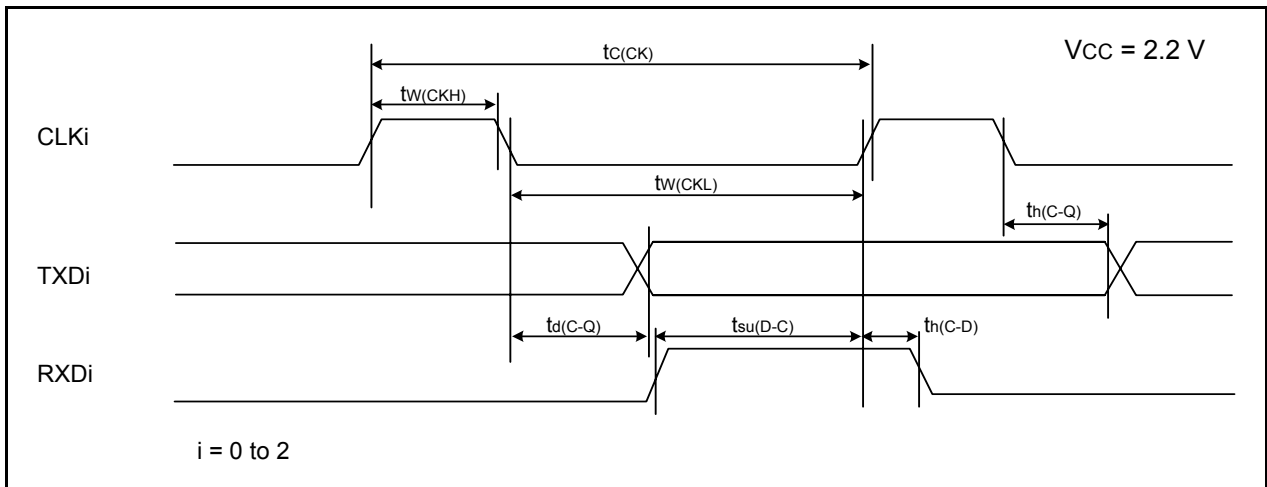 tC(CK)
VCC = 2.2 V
tW(CKH)
CLKi
tW(CKL)
th(C-Q)
TXDi
td(C-Q)
tsu(D-C)
th(C-D)
RXDi
i = 0 to 2